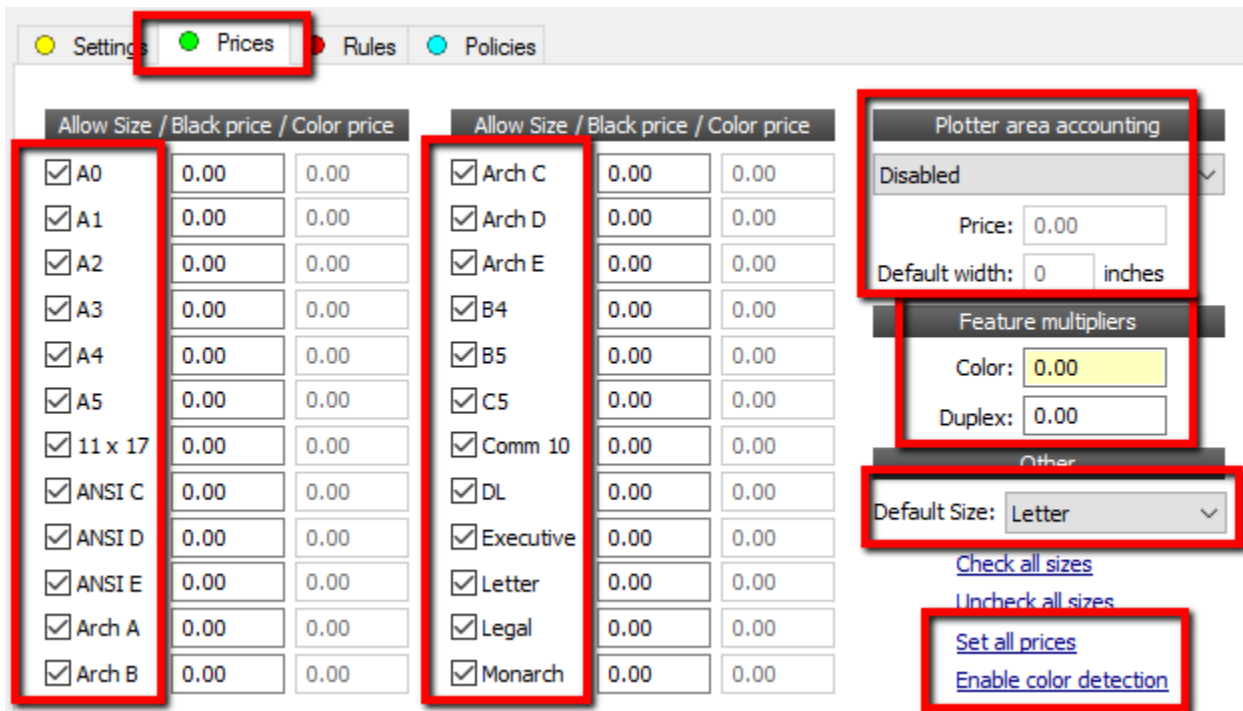 Settings Prices Rules Policies
Allow Size / Black price / Color price
A0 0.00 0.00
A1 0.00 0.00
A2 0.00 0.00
A3 0.00 0.00
A4 0.00 0.00
A5 0.00 0.00
11 x 17 0.00 0.00
ANSI C 0.00 0.00
ANSI D 0.00 0.00
ANSI E 0.00 0.00
Arch A 0.00 0.00
Arch B 0.00 0.00
Allow Size / Black price / Color price
Arch C 0.00 0.00
Arch D 0.00 0.00
Arch E 0.00 0.00
B4 0.00 0.00
B5 0.00 0.00
C5 0.00 0.00
Comm 10 0.00 0.00
DL 0.00 0.00
Executive 0.00 0.00
Letter 0.00 0.00
Legal 0.00 0.00
Monarch 0.00 0.00
Plotter area accounting
Disabled
Price: 0.00
Default width: 0 inches
Feature multipliers
Color: 0.00
Duplex: 0.00
Other
Default Size: Letter
Check all sizes
Uncheck all sizes
Set all prices
Enable color detection